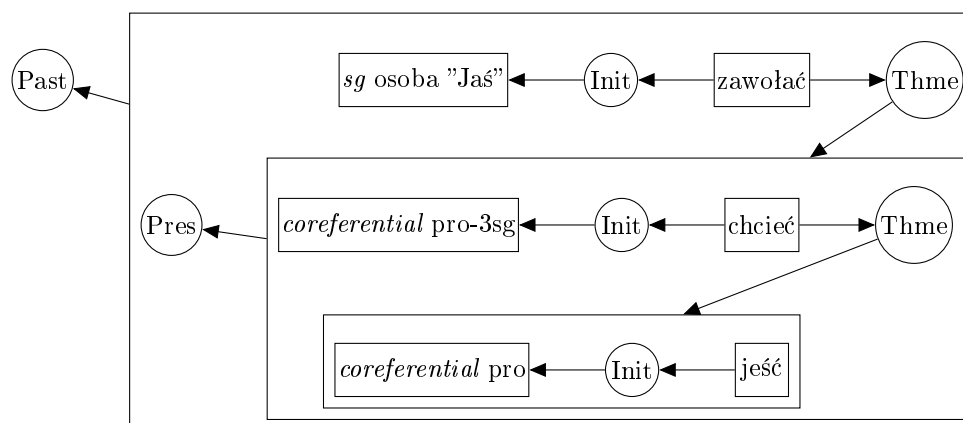 Past
sg osoba "Jaś" Init zawołać Thme
Pres
coreferential pro-3sg Init chcieć Thme
coreferential pro Init jeść